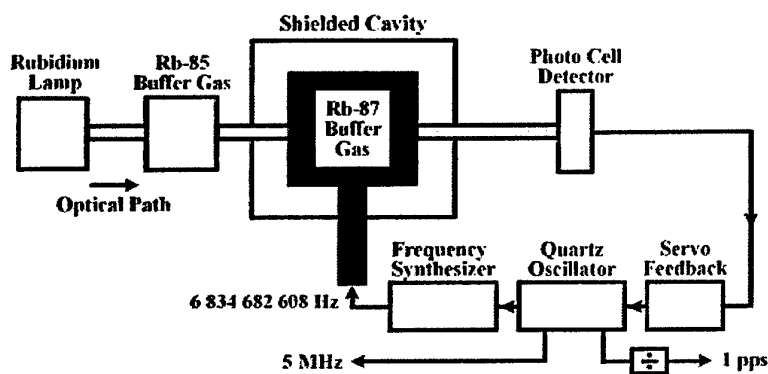 Shielded Cavity
Rubidium
Lamp
Rb-85
Buffer Gas
Photo Cell
Detector
Rb-87
Buffer
Gas
Optical Path
Frequency
Synthesizer
Quartz
Oscillator
Servo
Feedback
6 834 682 608 Hz
5 MHz
÷
1 pps